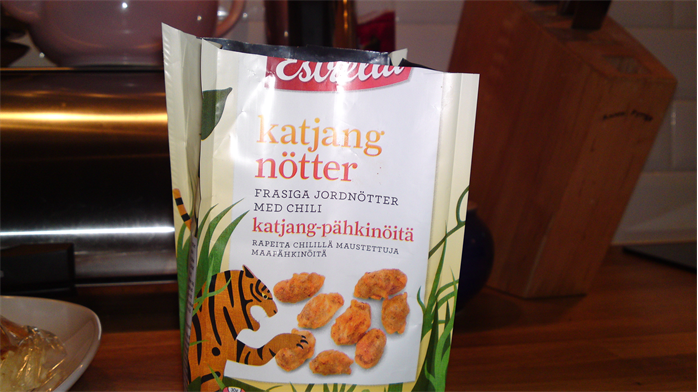 Estrella
katjang
nötter
FRASIGA JORDNÖTTER
MED CHILI
katjang-pähkinöitä
RAPEITA CHILILLÄ MAUSTETTUJA
MAAPÄHKINÖITÄ